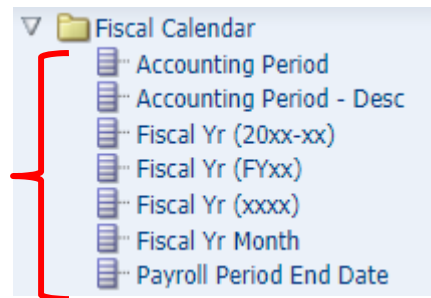 Fiscal Calendar
Accounting Period
Accounting Period - Desc
Fiscal Yr (20xx-xx)
Fiscal Yr (FYxx)
Fiscal Yr (xxxx)
Fiscal Yr Month
Payroll Period End Date